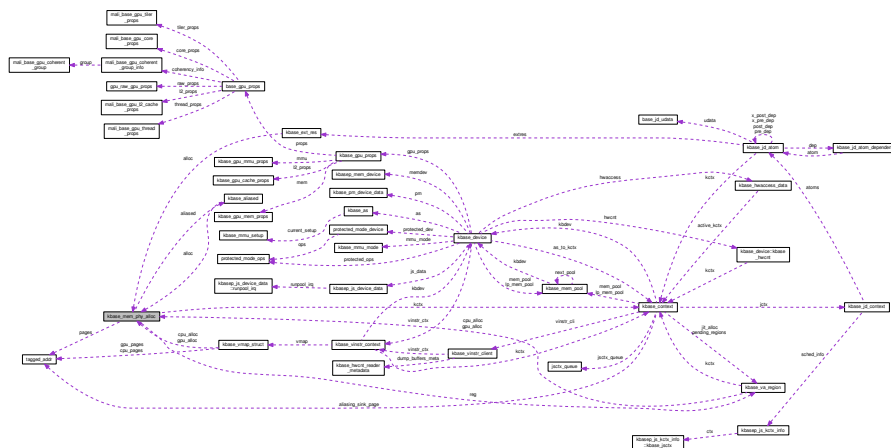 mali_base_gpu_tiler
_props
tiler_props
mali_base_gpu_core
_props
core_props
mali_base_gpu_coherent
_group
group
mali_base_gpu_coherent
_group_info
coherency_info
gpu_raw_gpu_props
raw_props
base_gpu_props
l2_props
mali_base_gpu_l2_cache
_props
thread_props
mali_base_gpu_thread
_props
base_jd_udata
udata
x_post_dep
x_pre_dep
post_dep
pre_dep
kbase_ext_res
extres
kbase_jd_atom
dep
atom
kbase_jd_atom_dependency
props
gpu_props
alloc
kbase_gpu_mmu_props
mmu
l2_props
kbase_gpu_props
kbase_gpu_cache_props
mem
kbasep_mem_device
memdev
hwaccess
kctx
kbase_hwaccess_data
kbase_aliased
kbase_pm_device_data
pm
atoms
aliased
kbase_gpu_mem_props
kbase_as
as
hwcnt
kbdev
active_kctx
current_setup
protected_mode_device
protected_dev
kbase_mmu_setup
ops
mmu_mode
kbase_device
kbase_mmu_mode
as_to_kctx
kbase_device::kbase
_hwcnt
alloc
protected_mode_ops
protected_ops
kbdev
next_pool
kctx
js_data
kbasep_js_device_data
::runpool_irq
runpool_irq
kbasep_js_device_data
kbdev
mem_pool
lp_mem_pool
kbase_mem_pool
mem_pool
lp_mem_pool
kbase_mem_phy_alloc
kctx
kbase_context
jctx
kbase_jd_context
pages
cpu_alloc
gpu_alloc
vinstr_ctx
cpu_alloc
gpu_alloc
vinstr_cli
jit_alloc
pending_regions
gpu_pages
cpu_pages
kbase_vmap_struct
vmap
kbase_vinstr_context
vinstr_ctx
kbase_vinstr_client
sched_info
tagged_addr
dump_buffers_meta
kctx
kbase_hwcnt_reader
_metadata
jsctx_queue
jsctx_queue
kctx
kbase_va_region
reg
aliasing_sink_page
kbasep_js_kctx_info
ctx
kbasep_js_kctx_info
::kbase_jsctx